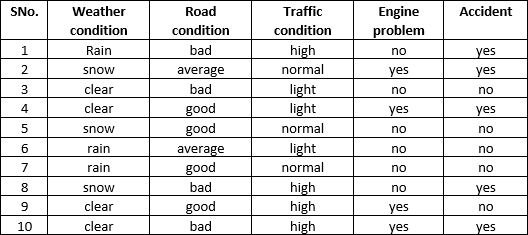 SNo. Weather condition Road condition Traffic condition Engine problem Accident
1 Rain bad high no yes
2 snow average normal yes yes
3 clear bad light no no
4 clear good light yes yes
5 snow good normal no no
6 rain average light no no
7 rain good normal no no
8 snow bad high no yes
9 clear good high yes no
10 clear bad high yes yes